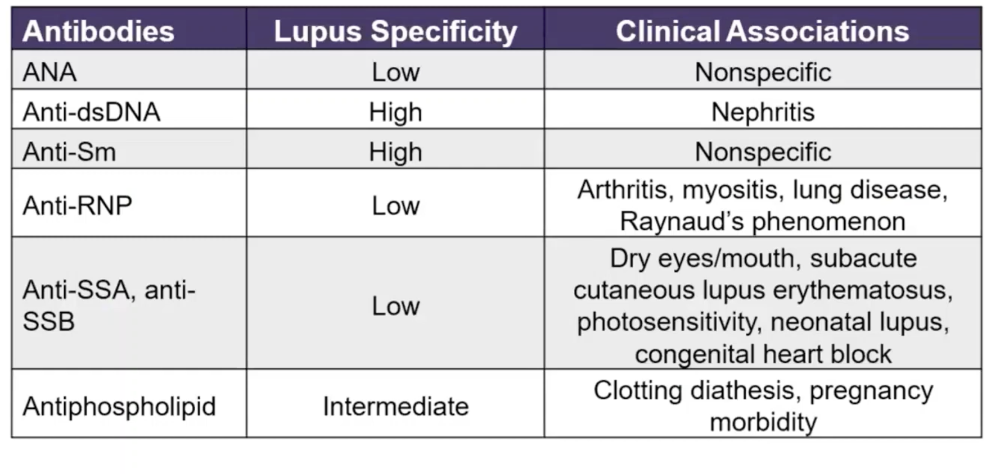 Antibodies Lupus Specificity Clinical Associations
ANA Low Nonspecific
Anti-dsDNA High Nephritis
Anti-Sm High Nonspecific
Anti-RNP Low Arthritis, myositis, lung disease,
Raynaud’s phenomenon
Anti-SSA, anti-
SSB Low Dry eyes/mouth, subacute
cutaneous lupus erythematosus,
photosensitivity, neonatal lupus,
congenital heart block
Antiphospholipid Intermediate Clotting diathesis, pregnancy
morbidity